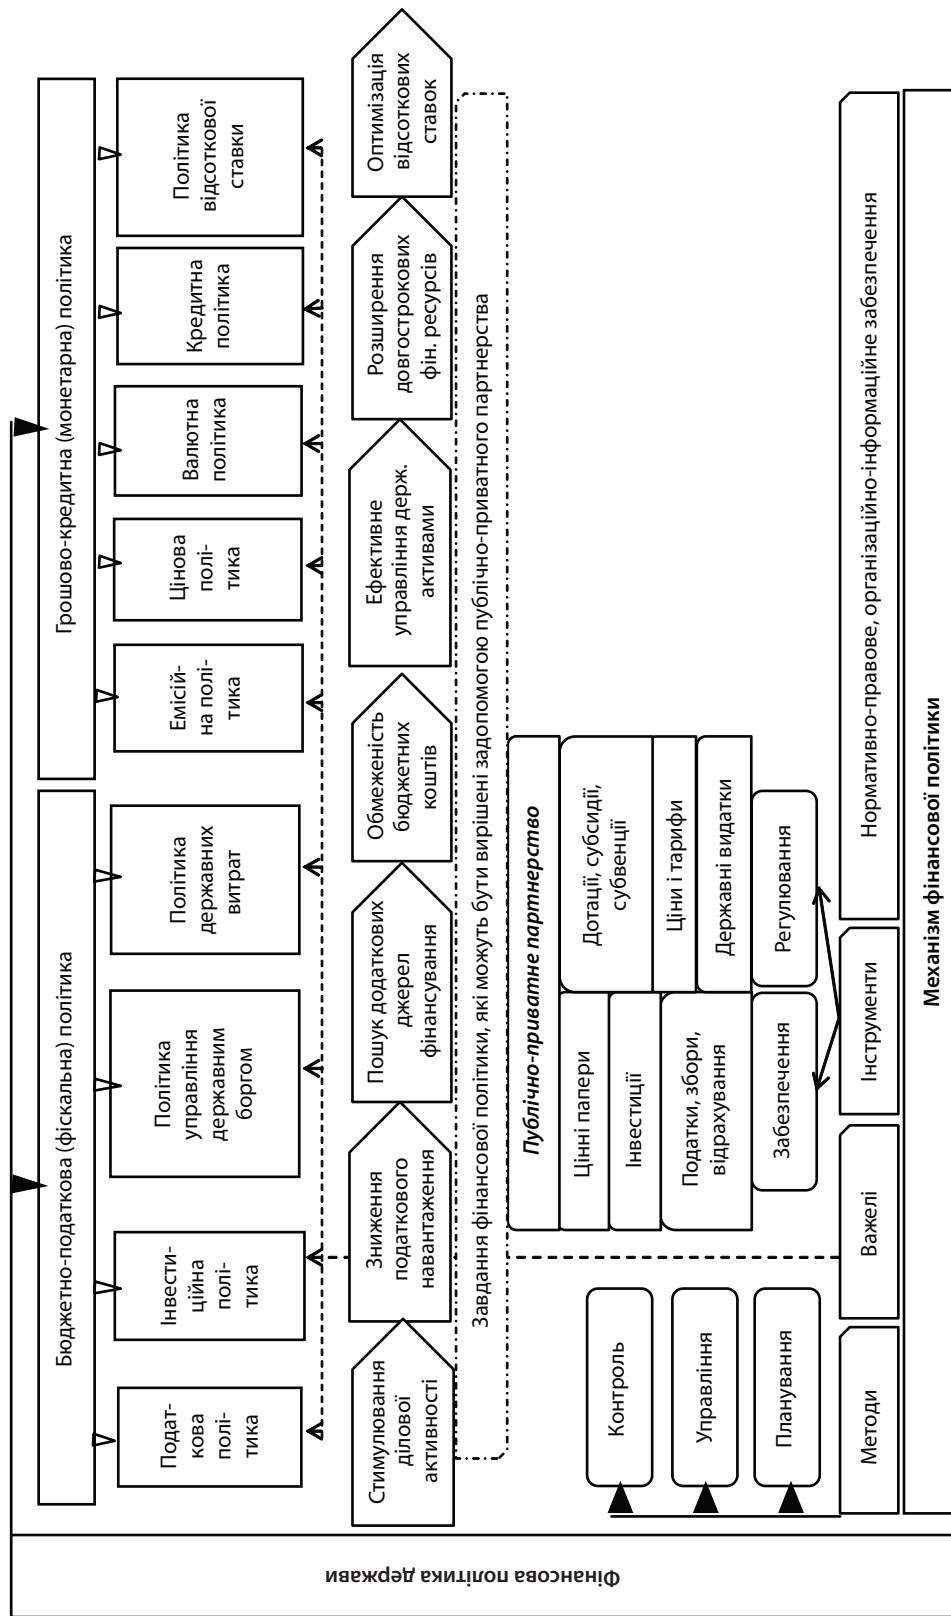 Фінансова політика держави
Бюджетно-податкова (фіскальна) політика
Грошово-кредитна (монетарна) політика
Подат-
кова
полі-
тика
Інвести-
ційна
полі-
тика
Політика
управління
державним
боргом
Політика
державних
витрат
Емісій-
на полі-
тика
Цінова
полі-
тика
Валютна
політика
Кредитна
політика
Політика
відсоткової
ставки
Стимулювання
ділової
активності
Зниження
податкового
навантаження
Пошук додаткових
джерел
фінансування
Обмеженість
бюджетних
коштів
Ефективне
управління держ.
активами
Розширення
довгострокових
фін. ресурсів
Оптимізація
відсоткових
ставок
Завдання фінансової політики, які можуть бути вирішені задопомогою публічно-приватного партнерства
Контроль
Управління
Планування
Публічно-приватне партнерство
Цінні папери
Інвестиції
Податки, збори,
відрахування
Забезпечення
Дотації, субсидії,
субвенції
Ціни і тарифи
Державні видатки
Регулювання
Методи
Важелі
Інструменти
Нормативно-правове, організаційно-інформаційне забезпечення
Механізм фінансової політики